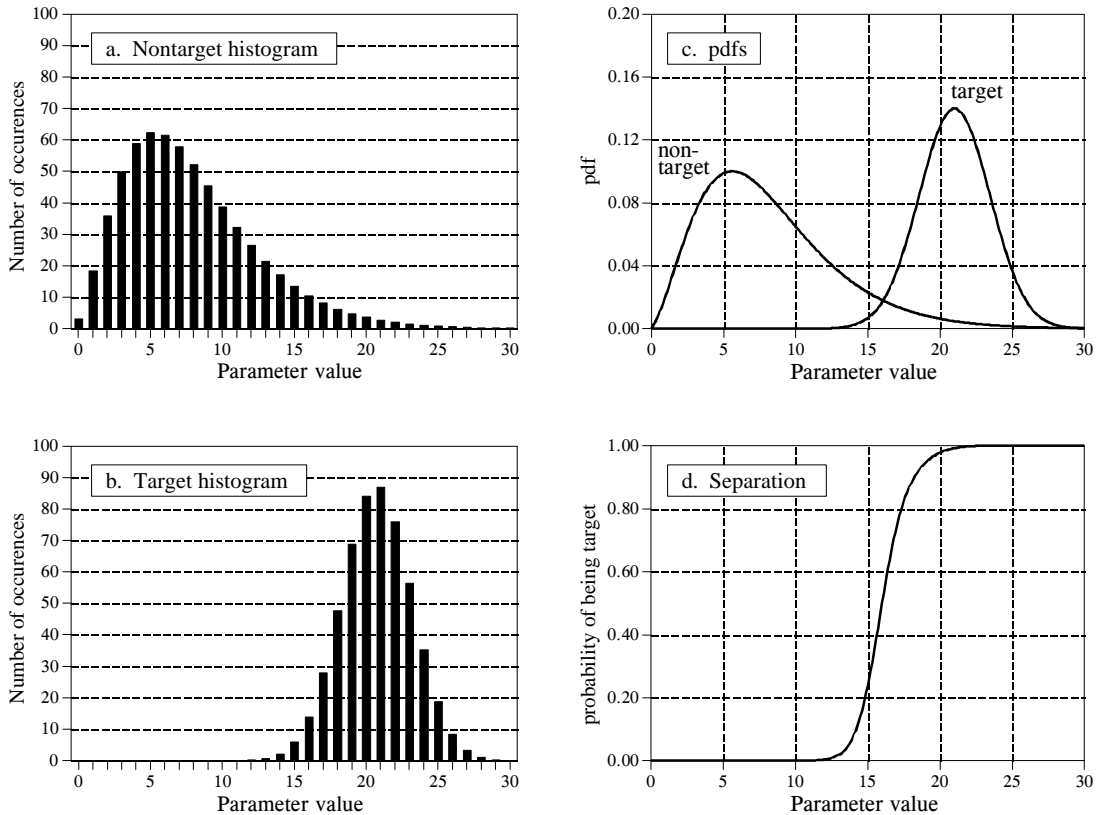 a. Nontarget histogram
Number of occurences
100
90
80
70
60
50
40
30
20
10
0
0 5 10 15 20 25 30
Parameter value
c. pdfs
pdf
0.20
0.16
0.12
0.08
0.04
0.00
non-
target
target
0 5 10 15 20 25 30
Parameter value
b. Target histogram
Number of occurences
100
90
80
70
60
50
40
30
20
10
0
0 5 10 15 20 25 30
Parameter value
d. Separation
probability of being target
1.00
0.80
0.60
0.40
0.20
0.00
0 5 10 15 20 25 30
Parameter value